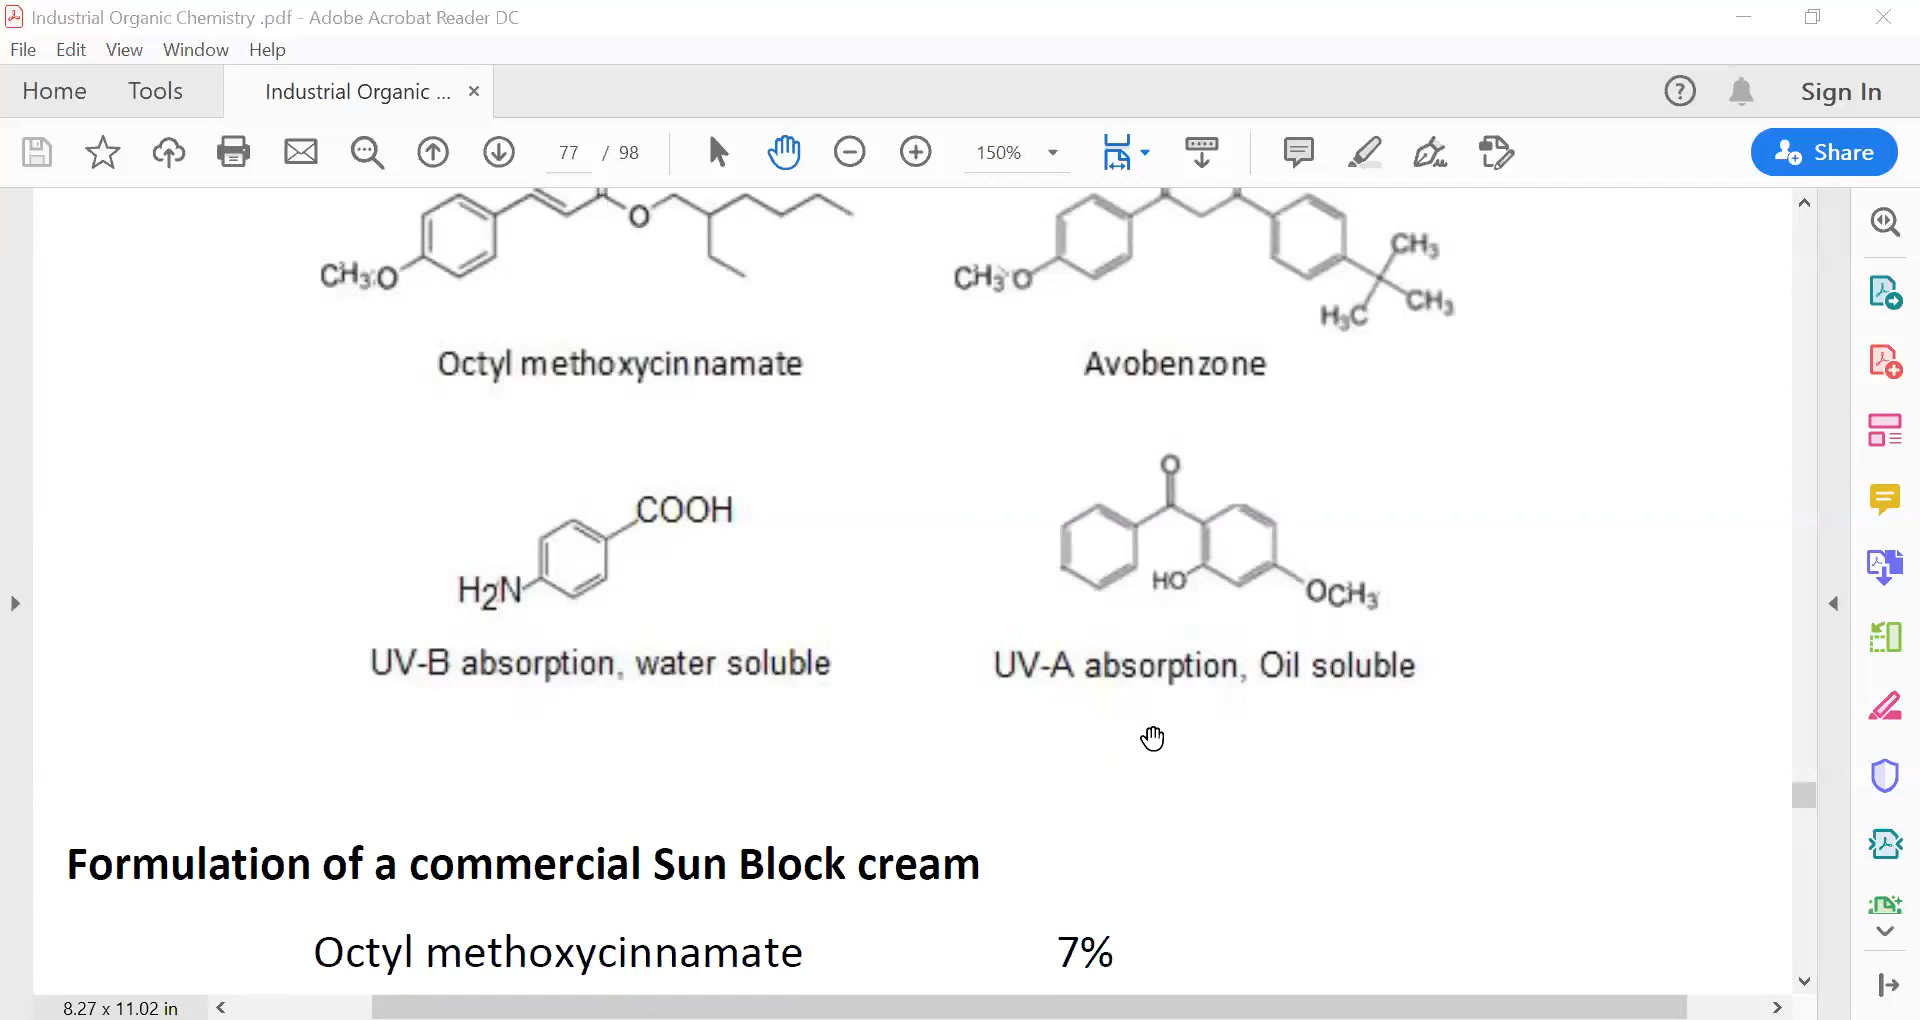 Industrial Organic Chemistry .pdf - Adobe Acrobat Reader DC
File Edit View Window Help
Home Tools Industrial Organic ... × Sign In
77 / 98 150% Share
O
CH3O
CH3O
CH3
CH3
H3C
Octyl methoxycinnamate Avobenzone
O
COOH
H2N
HO
OCH3
UV-B absorption, water soluble UV-A absorption, Oil soluble
Formulation of a commercial Sun Block cream
Octyl methoxycinnamate 7%
8.27 x 11.02 in